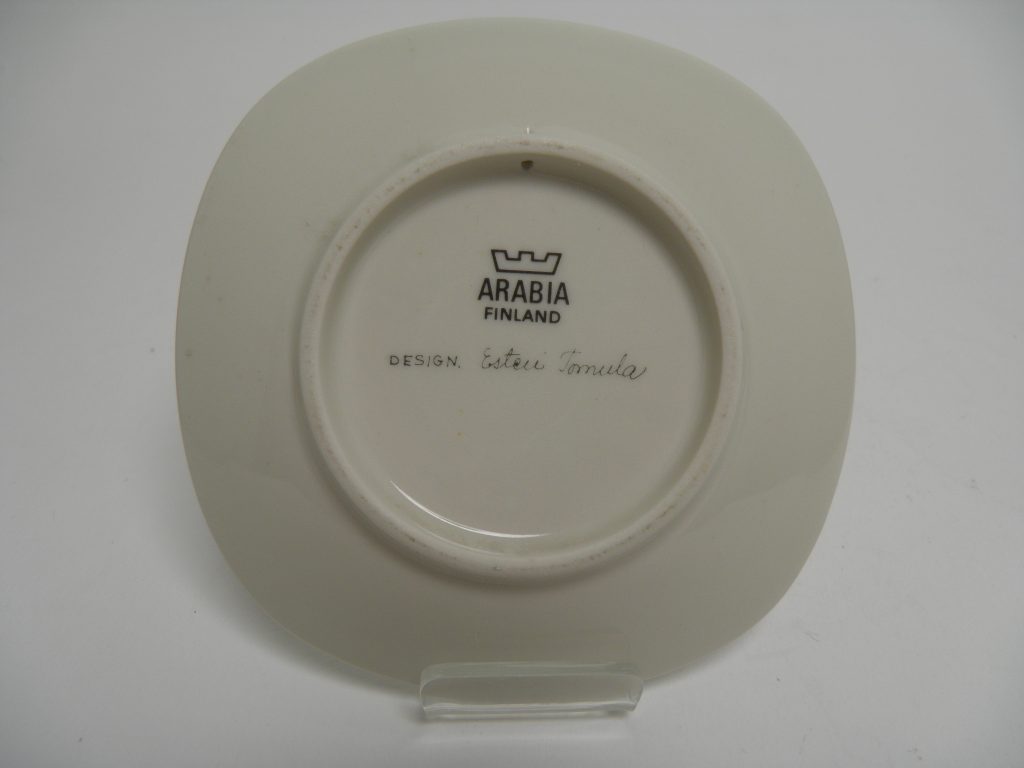 ARABIA
FINLAND
DESIGN. Esteri Tomula